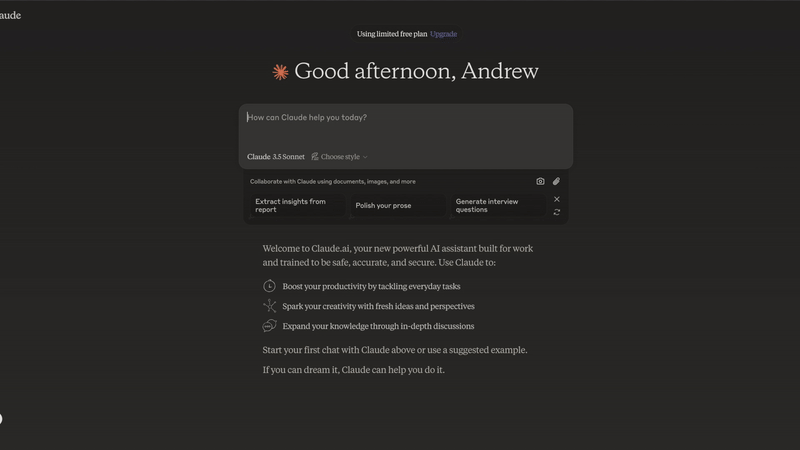 aude
Using limited free plan Upgrade
Good afternoon, Andrew
How can Claude help you today?
Claude 3.5 Sonnet Choose style
Collaborate with Claude using documents, images, and more
Extract insights from
report
Polish your prose
Generate interview
questions
Welcome to Claude.ai, your new powerful AI assistant built for work
and trained to be safe, accurate, and secure. Use Claude to:
Boost your productivity by tackling everyday tasks
Spark your creativity with fresh ideas and perspectives
Expand your knowledge through in-depth discussions
Start your first chat with Claude above or use a suggested example.
If you can dream it, Claude can help you do it.